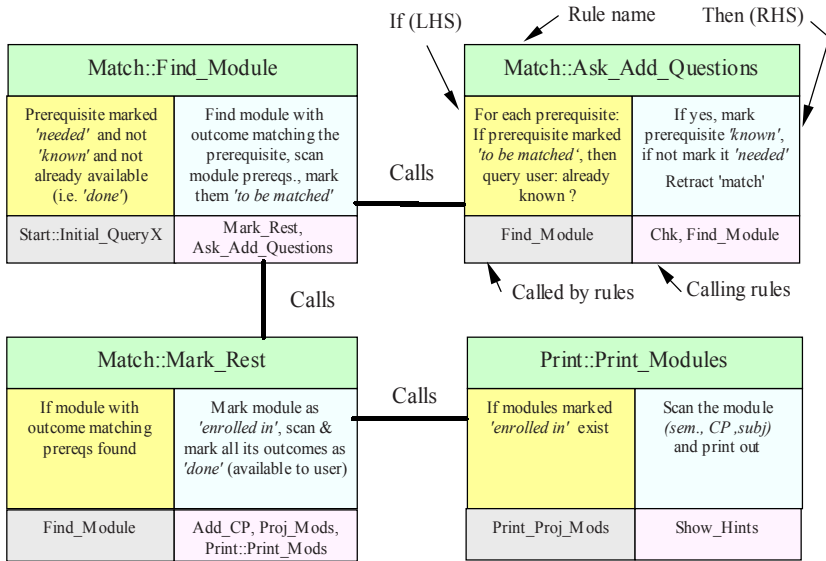 If (LHS)
Rule name
Then (RHS)
Match::Find_Module
Prerequisite marked
'needed' and not
'known' and not
already available
(i.e. 'done')
Find module with
outcome matching the
prerequisite, scan
module prereqs., mark
them 'to be matched'
Start::Initial_QueryX
Mark_Rest,
Ask_Add_Questions
Calls
Match::Ask_Add_Questions
For each prerequisite:
If prerequisite marked
'to be matched‘, then
query user: already
known ?
If yes, mark
prerequisite 'known',
if not mark it 'needed'
Retract 'match'
Find_Module
Chk, Find_Module
Called by rules
Calling rules
Calls
Match::Mark_Rest
If module with
outcome matching
prereqs found
Mark module as
'enrolled in', scan &
mark all its outcomes as
'done' (available to user)
Find_Module
Add_CP, Proj_Mods,
Print::Print_Mods
Calls
Print::Print_Modules
If modules marked
'enrolled in' exist
Scan the module
(sem., CP ,subj)
and print out
Print_Proj_Mods
Show_Hints